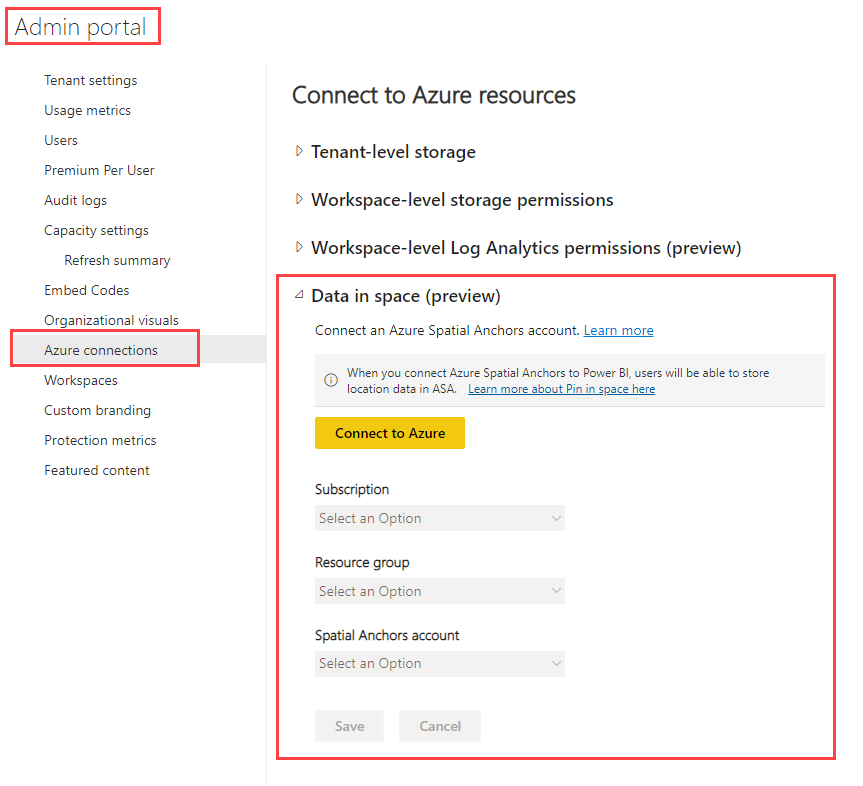 Admin portal
Tenant settings
Usage metrics
Users
Premium Per User
Audit logs
Capacity settings
Refresh summary
Embed Codes
Organizational visuals
Azure connections
Workspaces
Custom branding
Protection metrics
Featured content
Connect to Azure resources
Tenant-level storage
Workspace-level storage permissions
Workspace-level Log Analytics permissions (preview)
Data in space (preview)
Connect an Azure Spatial Anchors account. Learn more
When you connect Azure Spatial Anchors to Power BI, users will be able to store
location data in ASA. Learn more about Pin in space here
Connect to Azure
Subscription
Select an Option
Resource group
Select an Option
Spatial Anchors account
Select an Option
Save Cancel